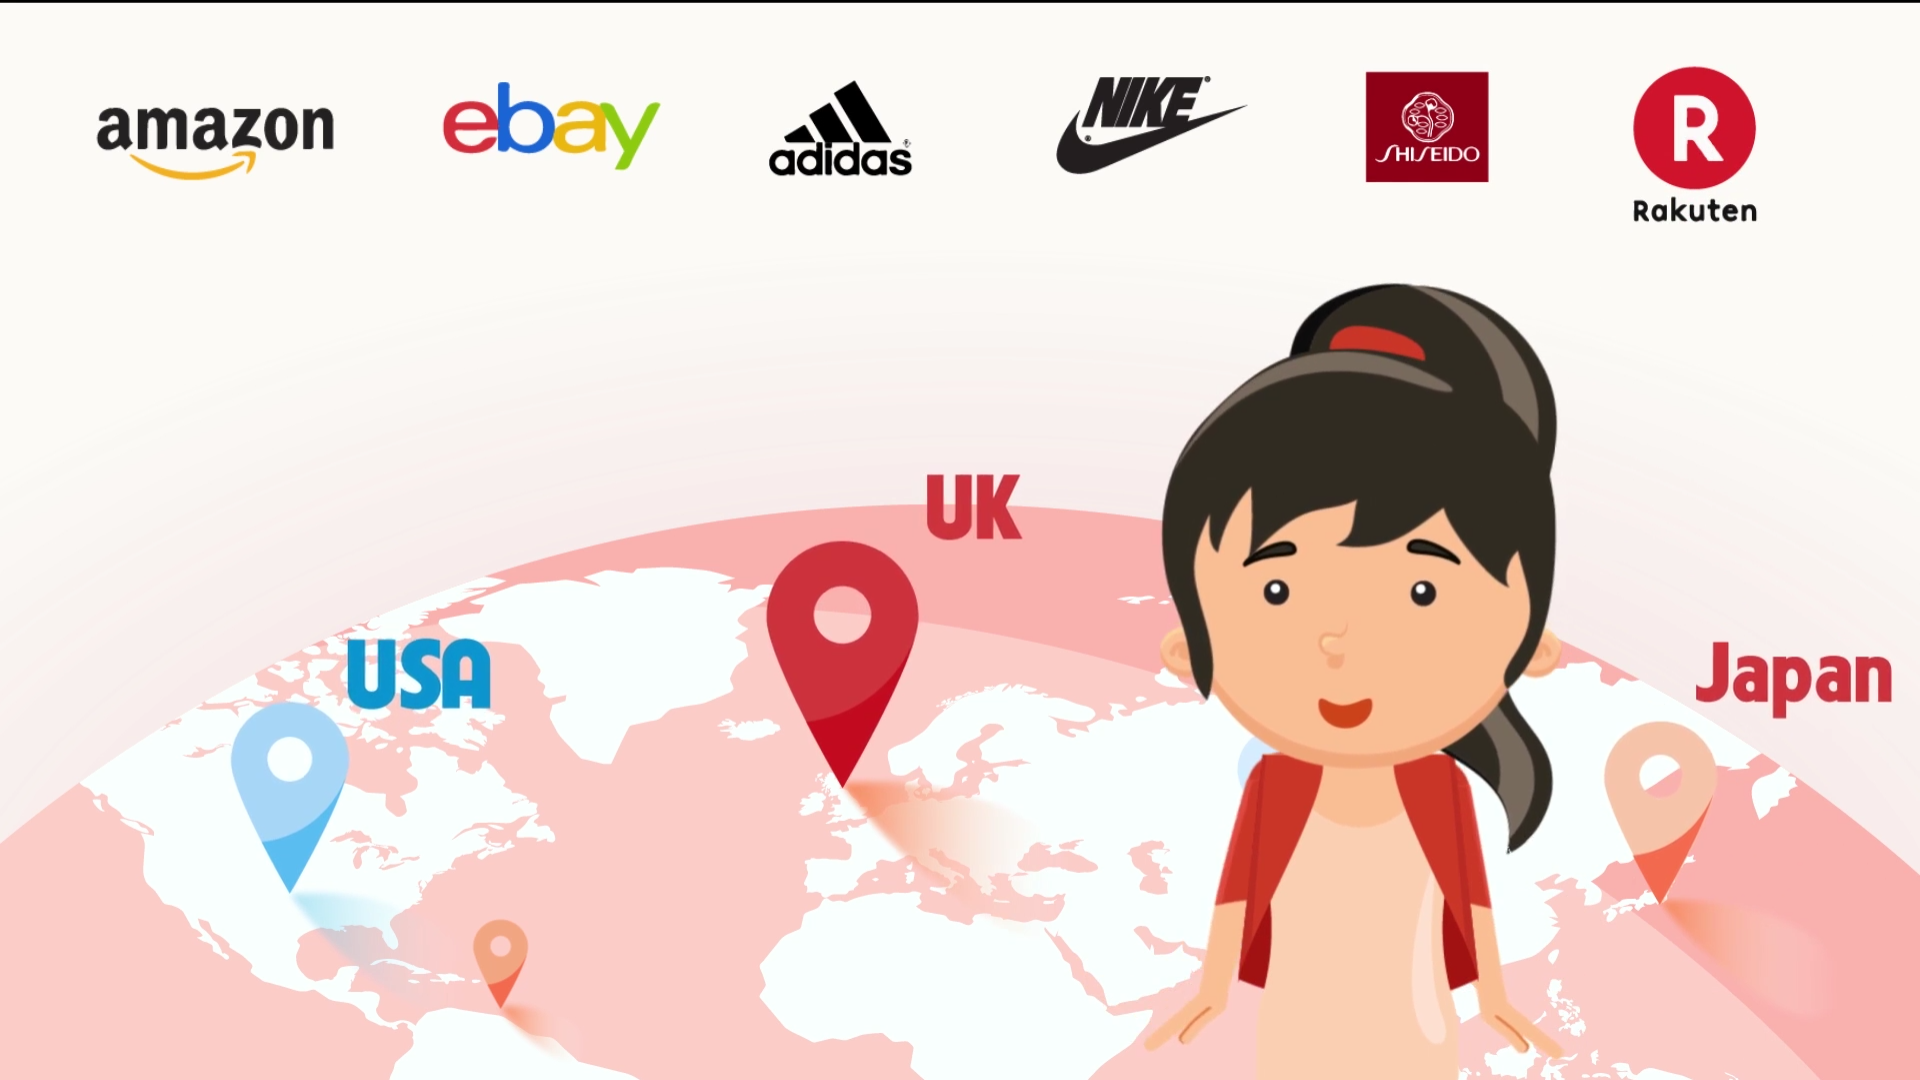 amazon
ebay
adidas
NIKE
SHISEIDO
R
Rakuten
UK
USA
Japan